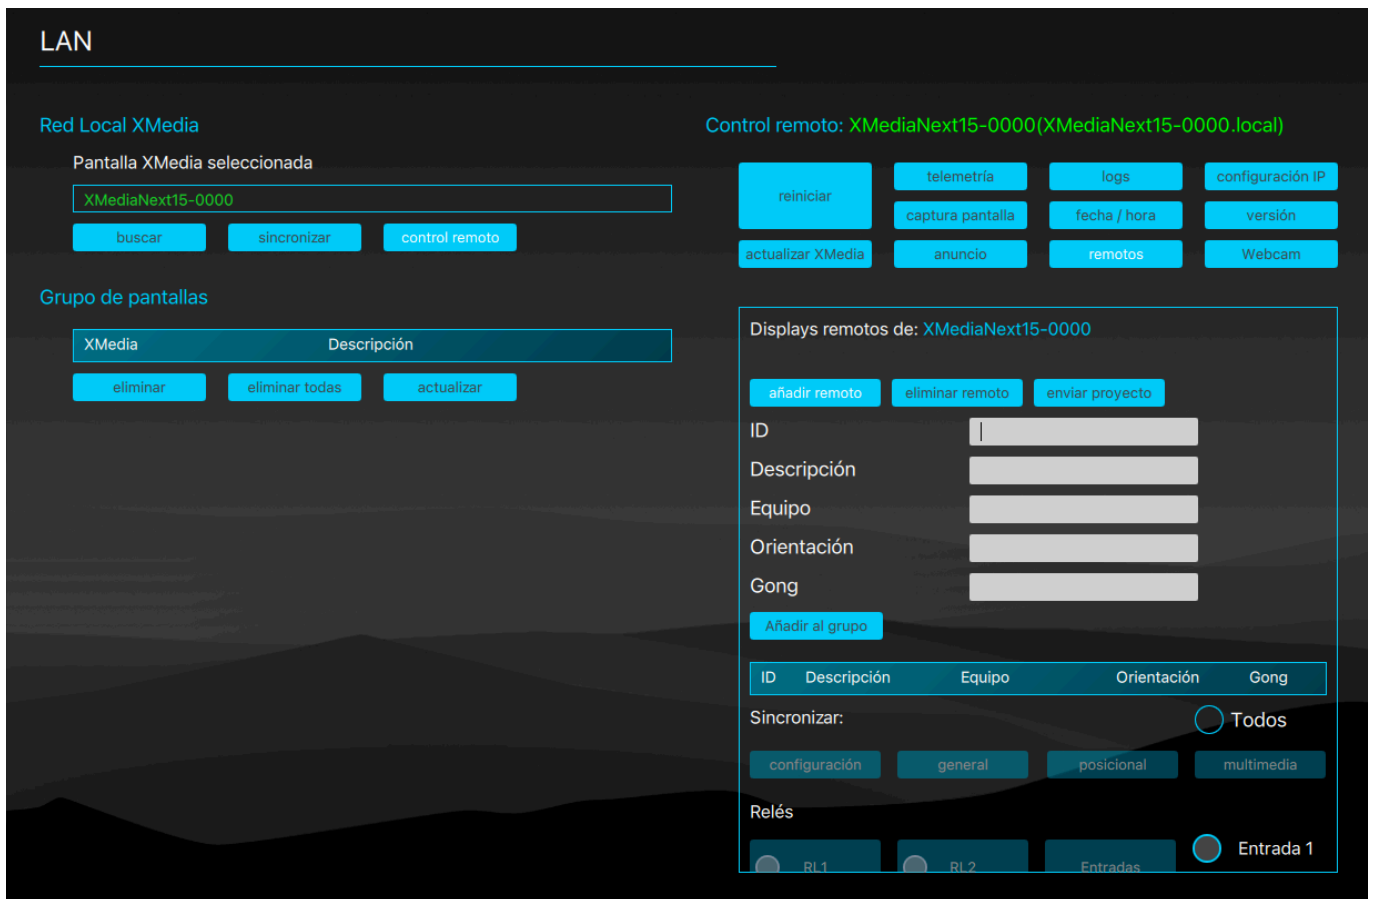 LAN
Red Local XMedia
Pantalla XMedia seleccionada
XMediaNext15-0000
buscar sincronizar control remoto
Grupo de pantallas
XMedia Descripción
eliminar eliminar todas actualizar
Control remoto: XMediaNext15-0000(XMediaNext15-0000.local)
reiniciar telemetría logs configuración IP
captura pantalla fecha / hora versión
actualizar XMedia anuncio remotos Webcam
Displays remotos de: XMediaNext15-0000
añadir remoto eliminar remoto enviar proyecto
ID
Descripción
Equipo
Orientación
Gong
Añadir al grupo
ID Descripción Equipo Orientación Gong
Sincronizar: Todos
configuración general posicional multimedia
Relés
RL1 RL2 Entradas Entrada 1